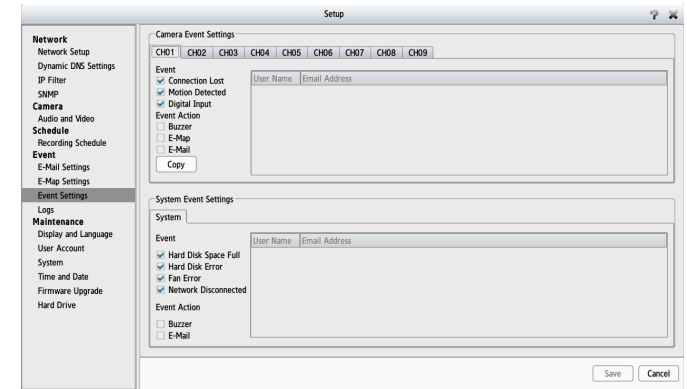 Setup
Network
Network Setup
Dynamic DNS Settings
IP Filter
SNMP
Camera
Audio and Video
Schedule
Recording Schedule
Event
E-Mail Settings
E-Map Settings
Event Settings
Logs
Maintenance
Display and Language
User Account
System
Time and Date
Firmware Upgrade
Hard Drive
Camera Event Settings
CH01 CH02 CH03 CH04 CH05 CH06 CH07 CH08 CH09
Event
Connection Lost
Motion Detected
Digital Input
Event Action
Buzzer
E-Map
E-Mail
Copy
User Name Email Address
System Event Settings
System
Event
Hard Disk Space Full
Hard Disk Error
Fan Error
Network Disconnected
Event Action
Buzzer
E-Mail
User Name Email Address
Save Cancel